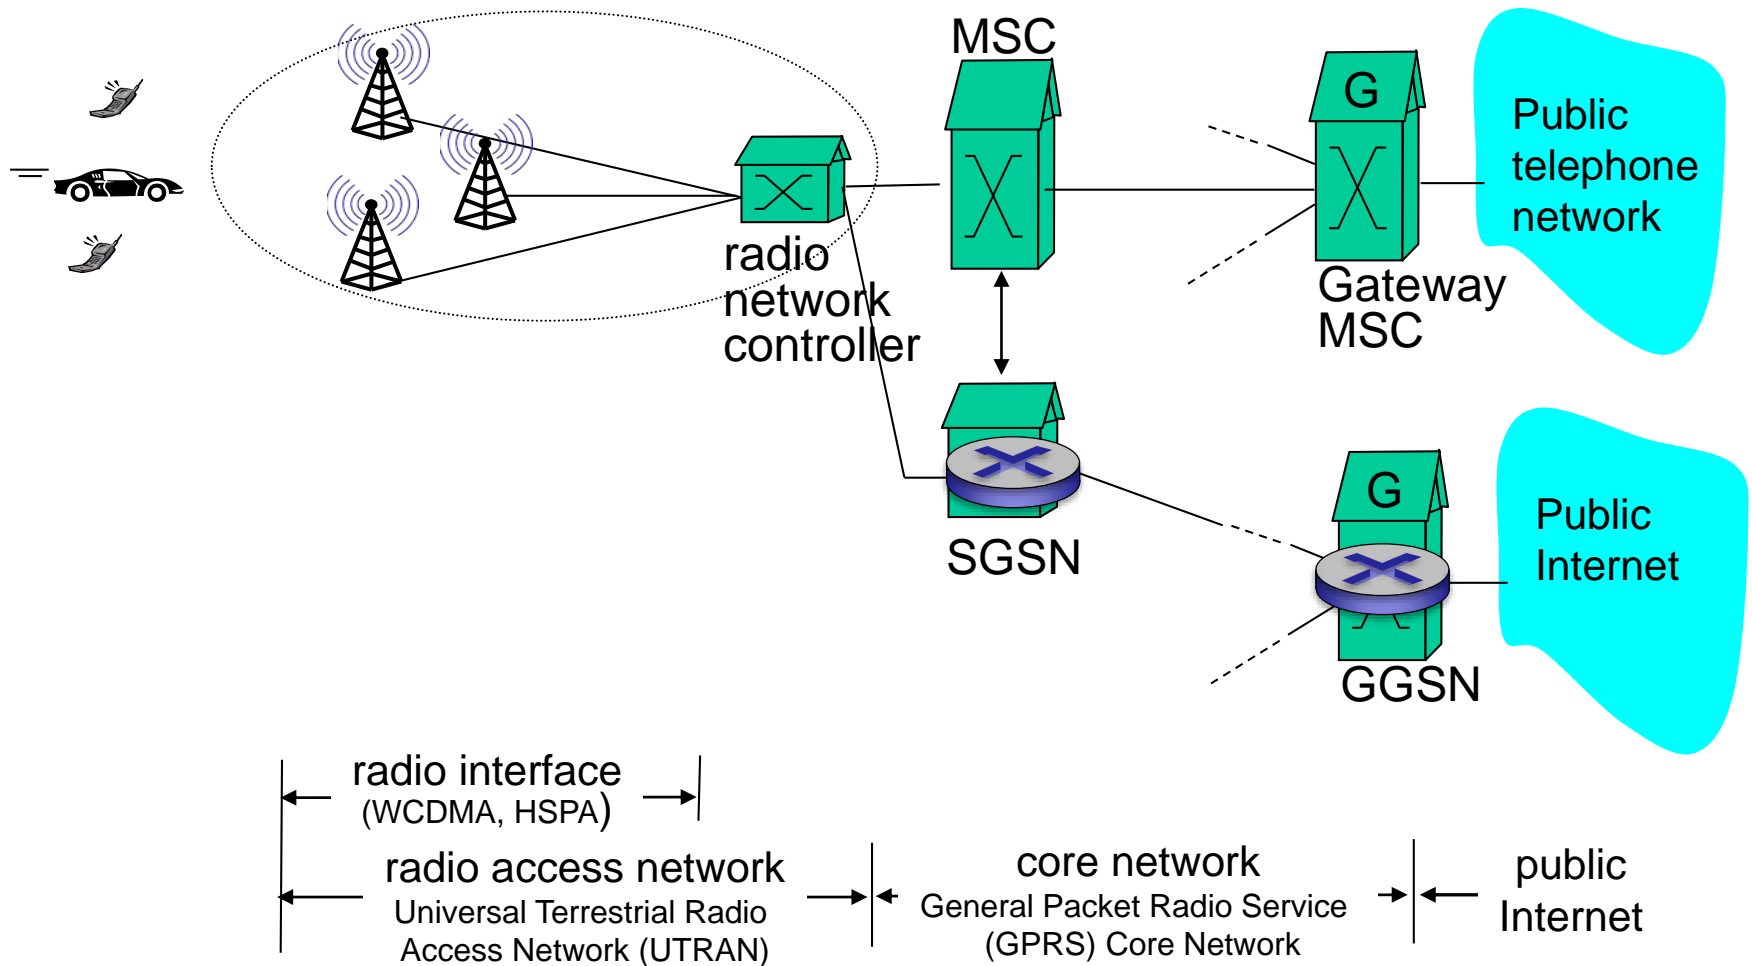 MSC
G
Public
telephone
network
radio
network
controller
Gateway
MSC
SGSN
G
Public
Internet
GGSN
radio interface
(WCDMA, HSPA)
radio access network
Universal Terrestrial Radio
Access Network (UTRAN)
core network
General Packet Radio Service
(GPRS) Core Network
public
Internet